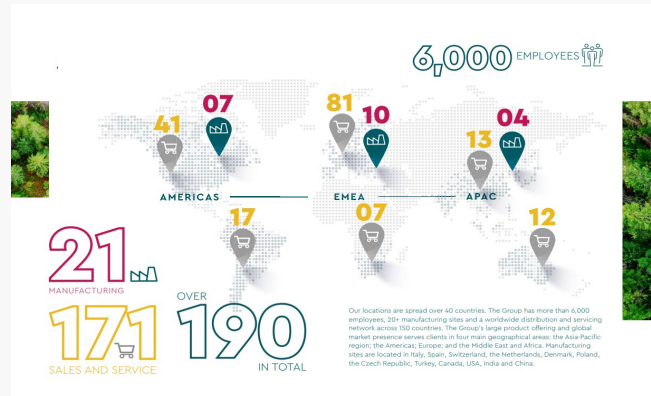 6,000 EMPLOYEES
07
81
10
04
41
13
AMERICAS
EMEA
APAC
17
07
12
21
MANUFACTURING
OVER
190
IN TOTAL
171
SALES AND SERVICE
Our locations are spread over 40 countries. The Group has more than 6,000
employees, 20+ manufacturing sites and a worldwide distribution and servicing
network across 150 countries. The Group's large product offering and global
market presence serves clients in four main geographical areas: the Asia-Pacific
region; the Americas; Europe; and the Middle East and Africa. Manufacturing
sites are located in Italy, Spain, Switzerland, the Netherlands, Denmark, Poland,
the Czech Republic, Turkey, Canada, USA, India and China.